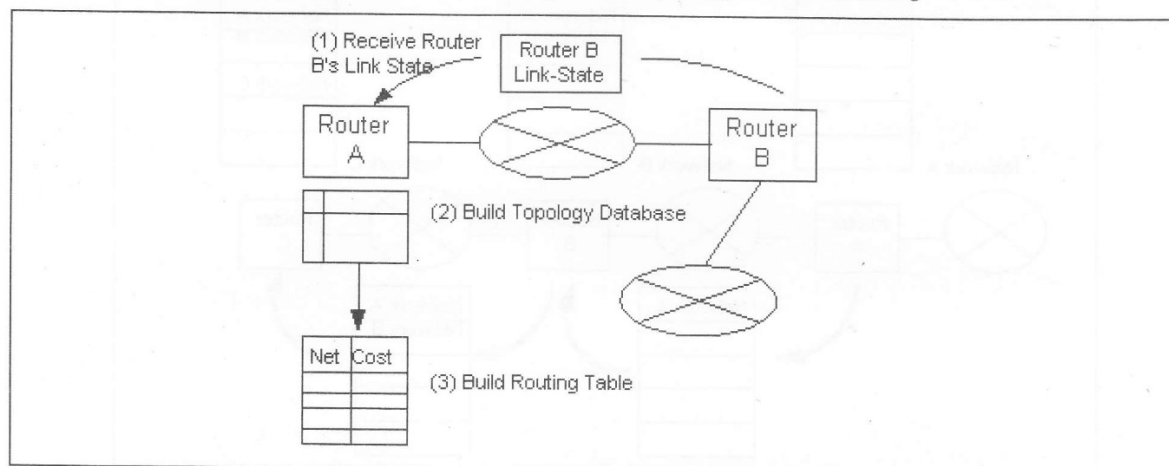 (1) Receive Router
B's Link State
Router B
Link-State
Router
A
Router
B
(2) Build Topology Database
Net Cost
(3) Build Routing Table